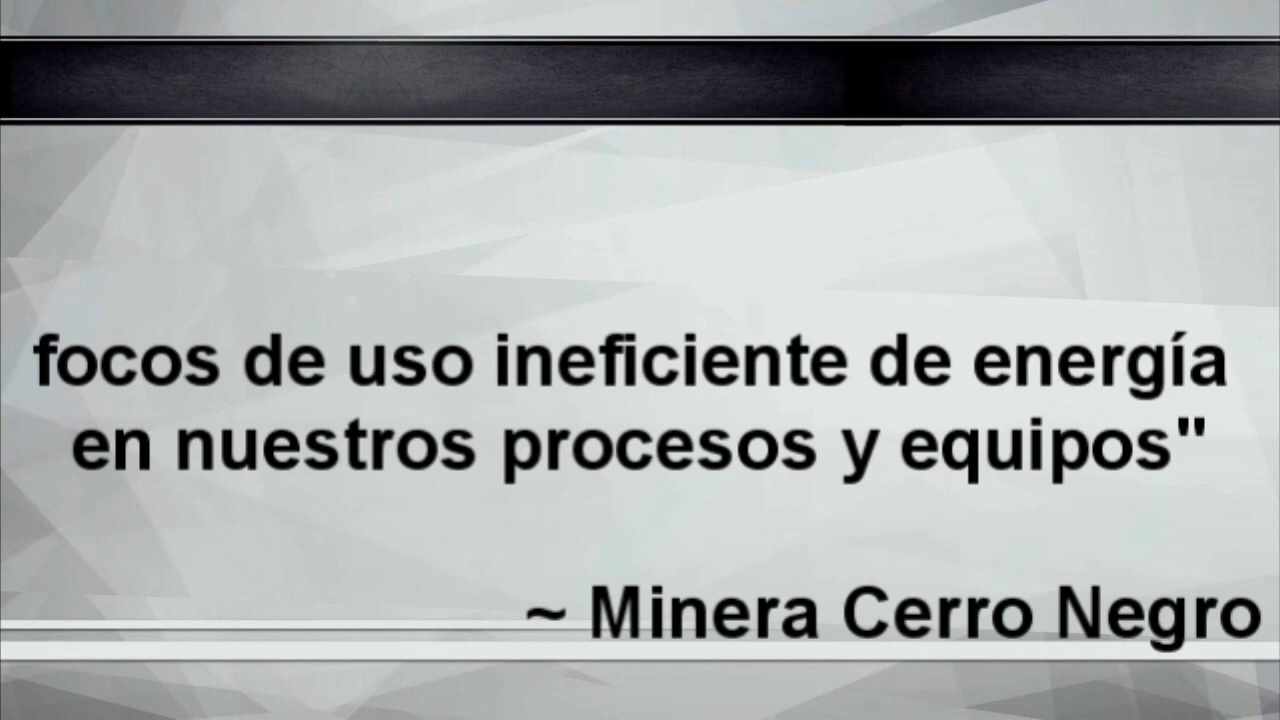 focos de uso ineficiente de energía
en nuestros procesos y equipos"
~ Minera Cerro Negro